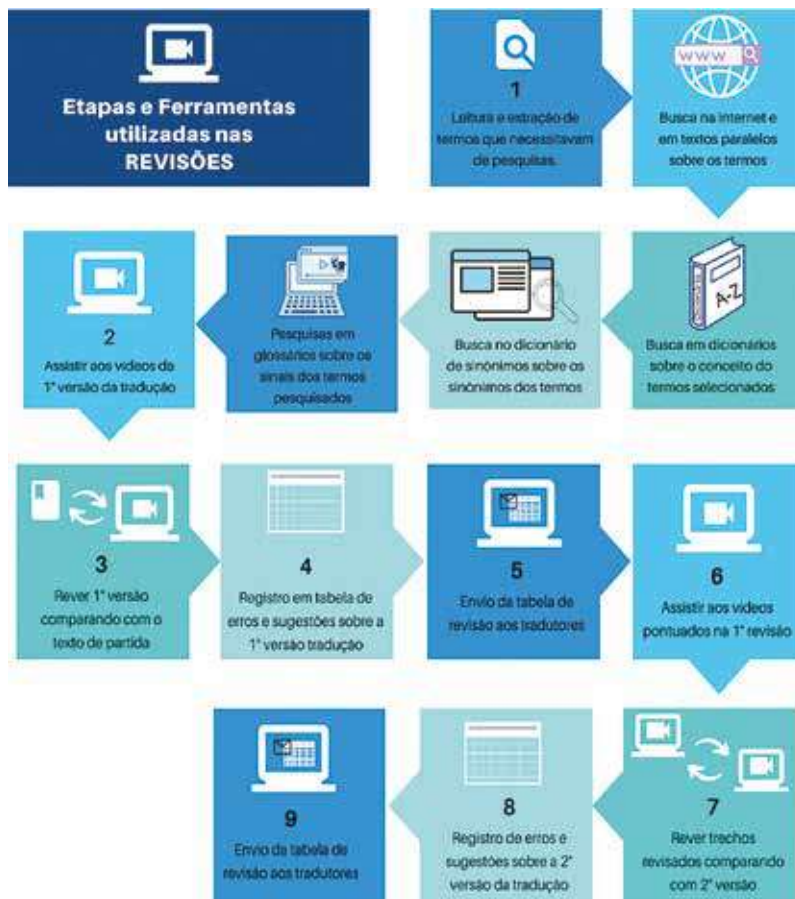 Etapas e Ferramentas
utilizadas nas
REVISÕES
1
Leitura e extração de
termos que necessitavam
de pesquisas.
WWW
Busca na internet e
em textos paralelos
sobre os termos
A-Z
Busca em dicionários
sobre o conceito do
termos selecionados
Busca no dicionário
de sinônimos sobre os
sinônimos dos termos
Pesquisas em
glossários sobre os
sinais dos termos
pesquisados
2
Assistir aos vídeos da
1° versão da tradução
3
Rever 1° versão
comparando com o
texto de partida
4
Registro em tabela de
erros e sugestões sobre a
1° versão tradução
5
Envio da tabela de
revisão aos tradutores
6
Assistir aos vídeos
pontuados na 1° revisão
7
Rever trechos
revisados comparando
com 2° versão
8
Registro de erros e
sugestões sobre a 2°
versão da tradução
9
Envio da tabela de
revisão aos tradutores